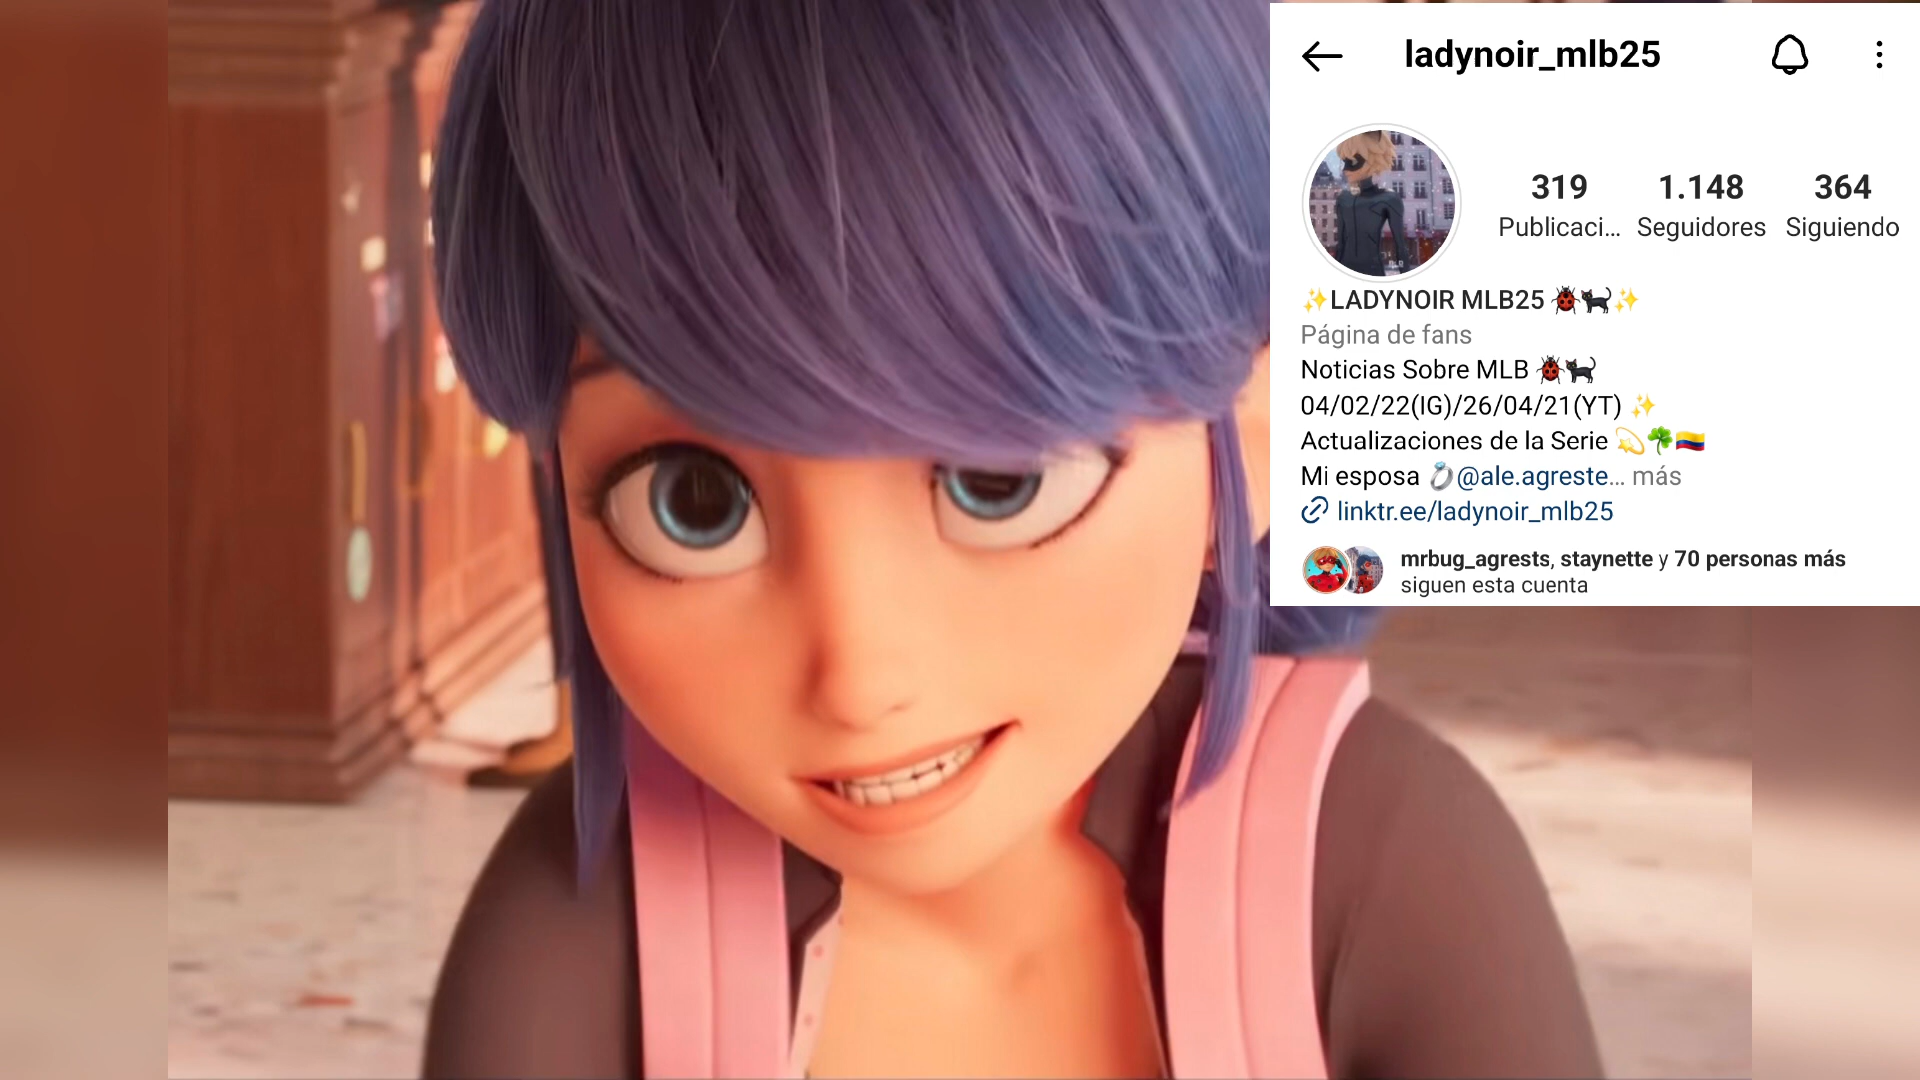 ladynoir_mlb25
319 1.148 364
Publicaci... Seguidores Siguiendo
✨LADYNOIR MLB25 🐞🐈‍⬛✨
Página de fans
Noticias Sobre MLB 🐞🐈‍⬛
04/02/22(IG)/26/04/21(YT) ✨
Actualizaciones de la Serie 💫☘️🇨🇴
Mi esposa 💍@ale.agreste... más
linktr.ee/ladynoir_mlb25
mrbug_agrests, staynette y 70 personas más
siguen esta cuenta